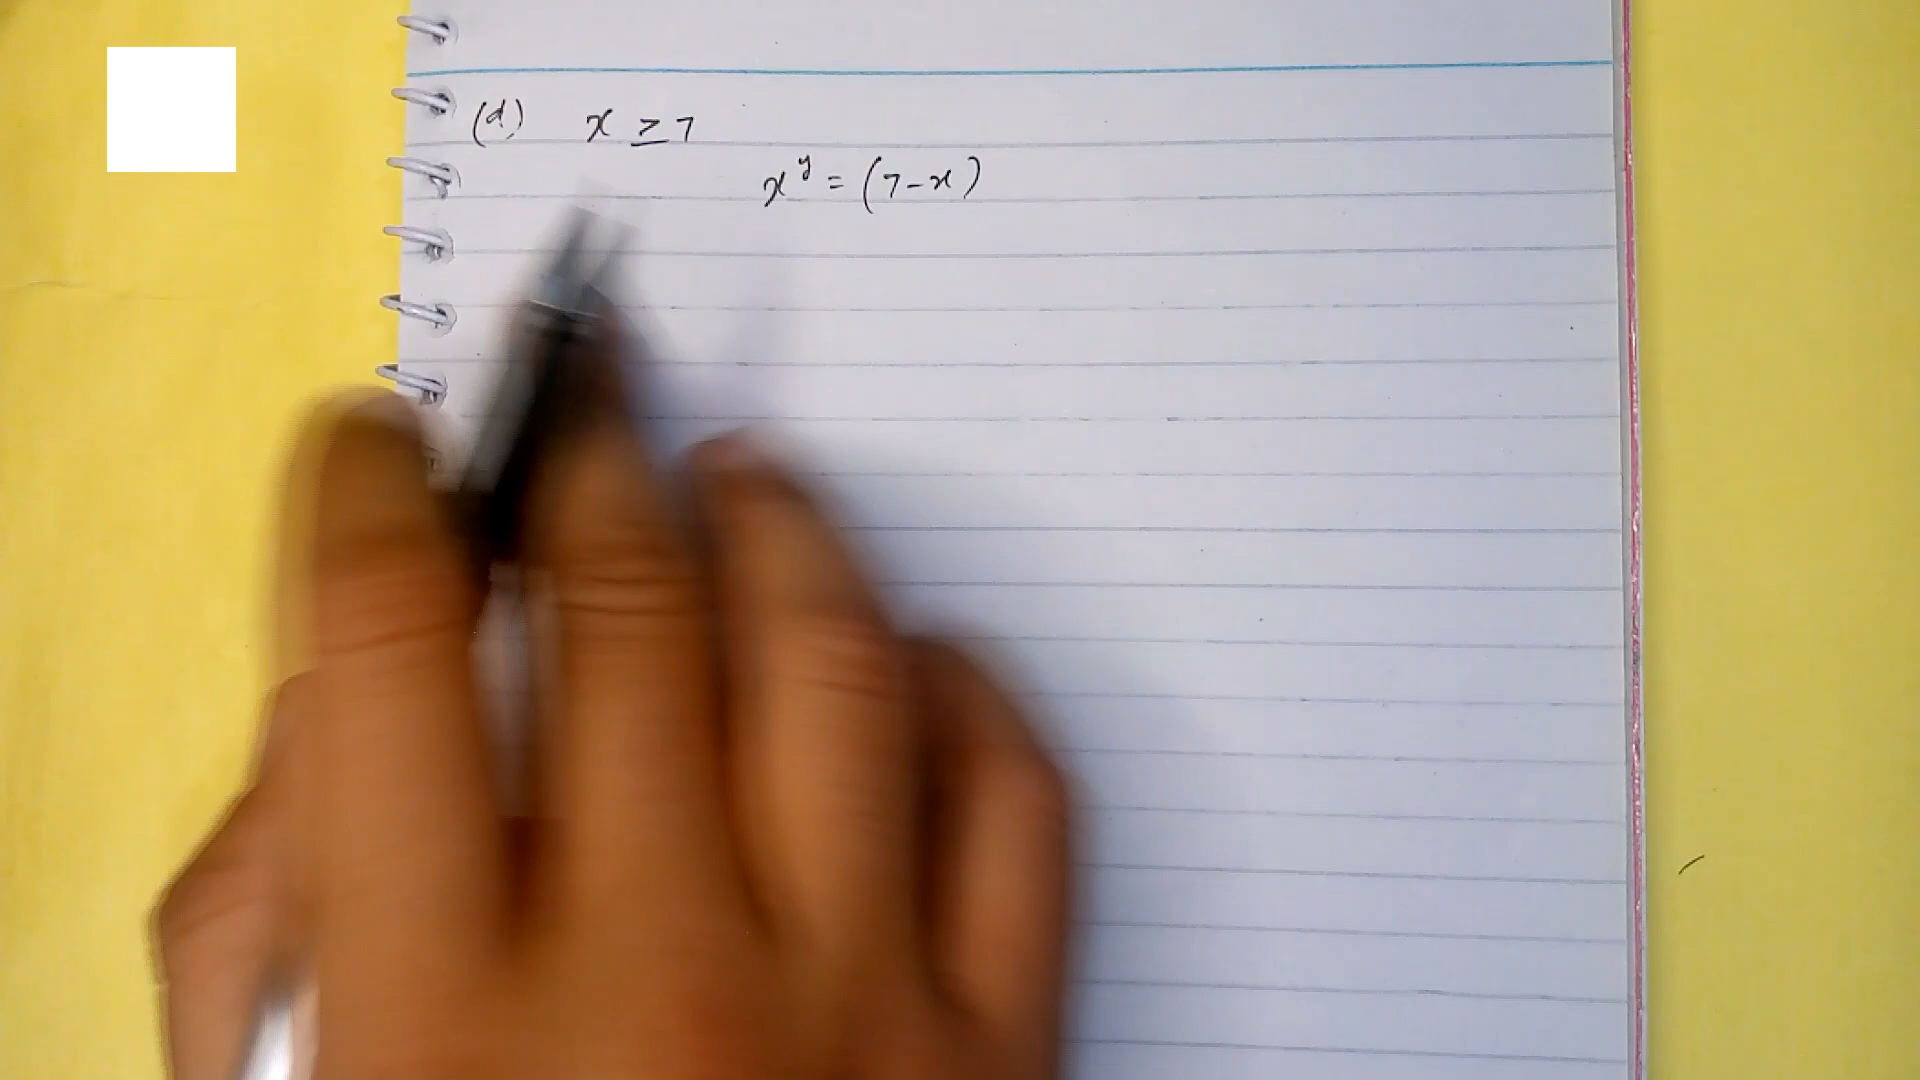 (d) x ≥ 7
x^y = (7-x)